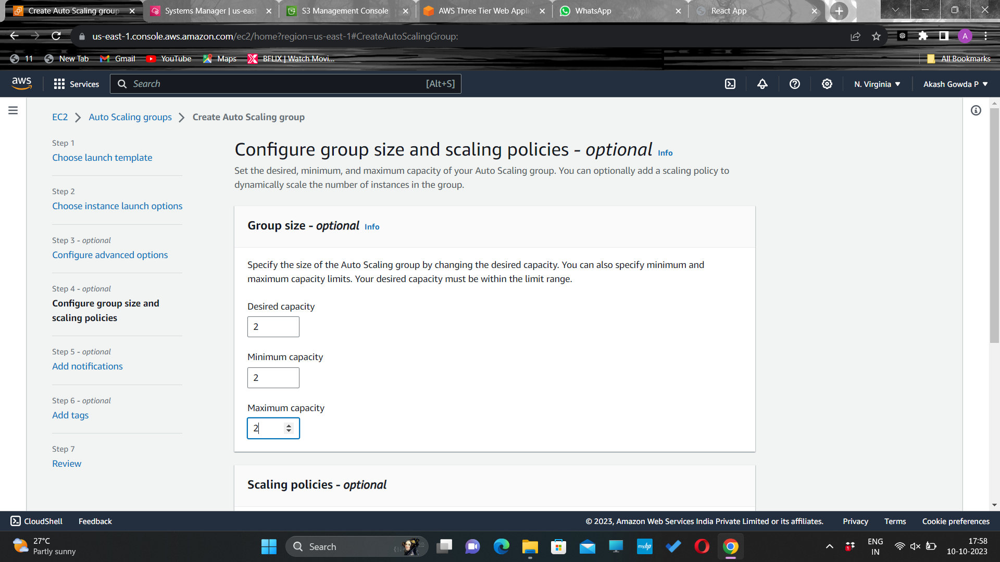 Create Auto Scaling group
Systems Manager | us-east
S3 Management Console
AWS Three Tier Web Applic
WhatsApp
React App
us-east-1.console.aws.amazon.com/ec2/home?region=us-east-1#CreateAutoScalingGroup:
A
11
New Tab
Gmail
YouTube
Maps
BFLIX | Watch Movi...
All Bookmarks
aws
Services
Search
[Alt+S]
N. Virginia
Akash Gowda P
EC2
Auto Scaling groups
Create Auto Scaling group
Step 1
Choose launch template
Step 2
Choose instance launch options
Step 3 - optional
Configure advanced options
Step 4 - optional
Configure group size and
scaling policies
Step 5 - optional
Add notifications
Step 6 - optional
Add tags
Step 7
Review
Configure group size and scaling policies - optional Info
Set the desired, minimum, and maximum capacity of your Auto Scaling group. You can optionally add a scaling policy to
dynamically scale the number of instances in the group.
Group size - optional Info
Specify the size of the Auto Scaling group by changing the desired capacity. You can also specify minimum and
maximum capacity limits. Your desired capacity must be within the limit range.
Desired capacity
2
Minimum capacity
2
Maximum capacity
2
Scaling policies - optional
CloudShell
Feedback
© 2023, Amazon Web Services India Private Limited or its affiliates.
Privacy
Terms
Cookie preferences
27°C
Partly sunny
Search
myhp
1
ENG
IN
17:58
10-10-2023